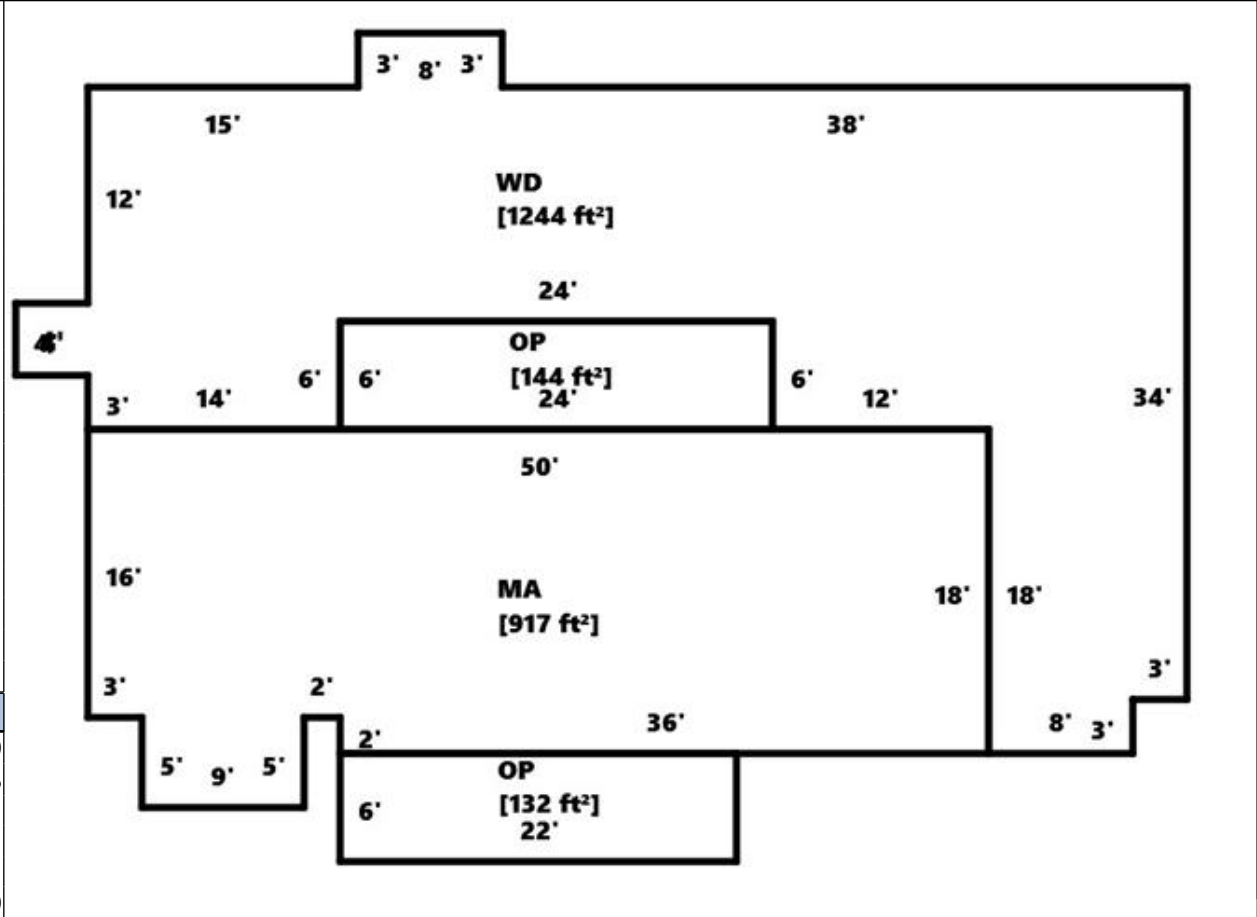 3' 8' 3'
15' 38'
WD
12'
[1244 ft²]
24'
OP
4'
6' 6' [144 ft²] 6'
3' 14' 24' 12' 34'
50'
16' MA 18' 18'
[917 ft²]
3' 2' 3'
36' 8' 3'
2'
5' 9' 5' OP
6' [132 ft²]
22'